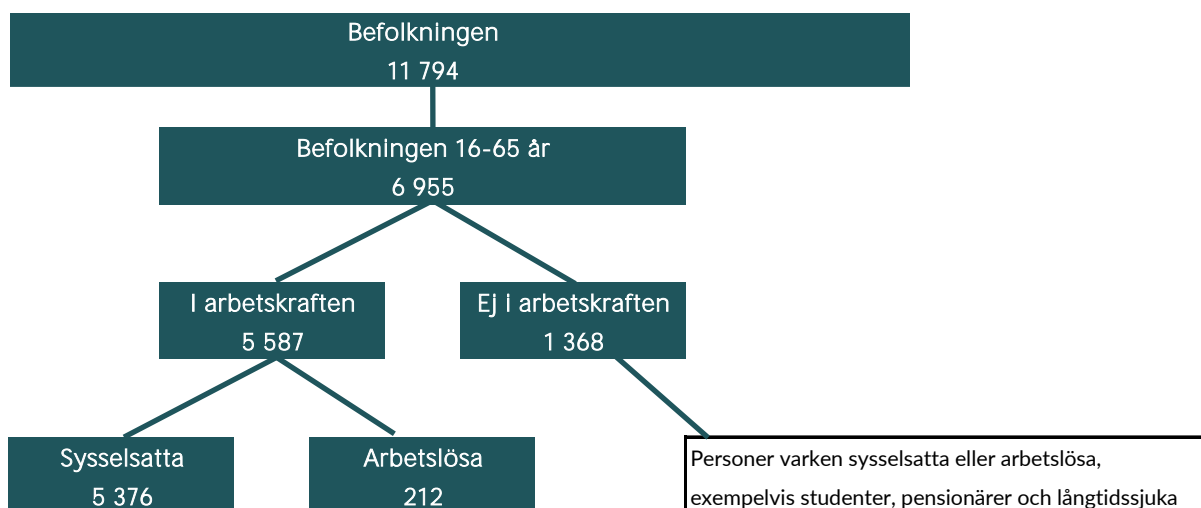 Befolkningen
11 794
Befolkningen 16-65 år
6 955
I arbetskraften
5 587
Ej i arbetskraften
1 368
Sysselsatta
5 376
Arbetslösa
212
Personer varken sysselsatta eller arbetslösa,
exempelvis studenter, pensionärer och långtidssjuka